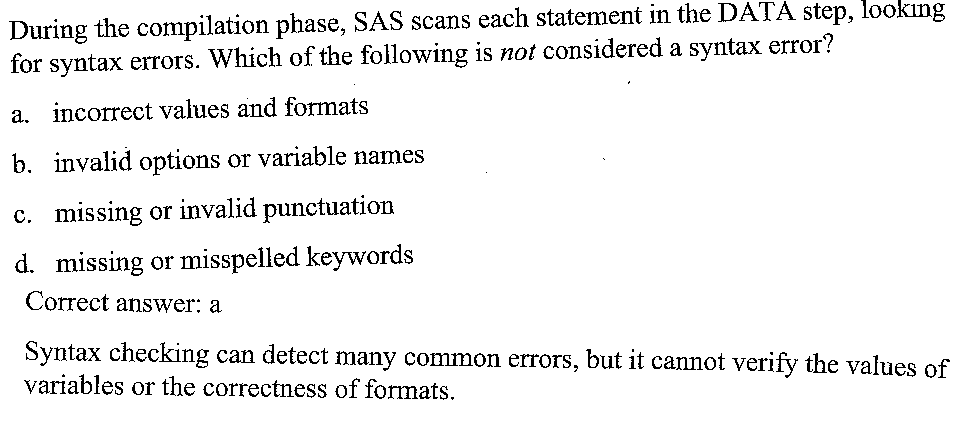 During the compilation phase, SAS scans each statement in the DATA step, looking
for syntax errors. Which of the following is not considered a syntax error?
a. incorrect values and formats
b. invalid options or variable names
c. missing or invalid punctuation
d. missing or misspelled keywords
Correct answer: a
Syntax checking can detect many common errors, but it cannot verify the values of
variables or the correctness of formats.